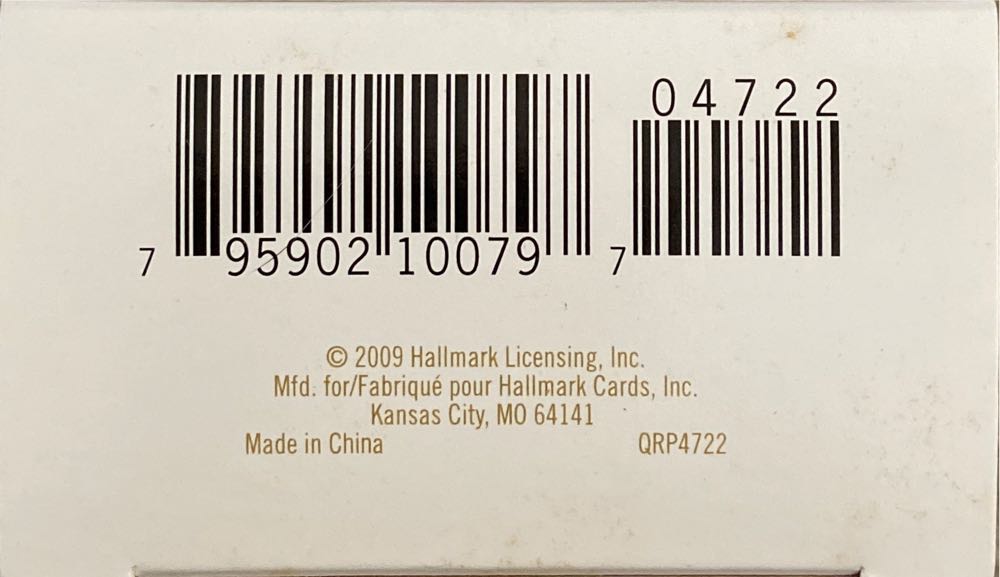 04722
7 95902 10079 7
© 2009 Hallmark Licensing, Inc.
Mfd. for/Fabriqué pour Hallmark Cards, Inc.
Kansas City, MO 64141
Made in China QRP4722